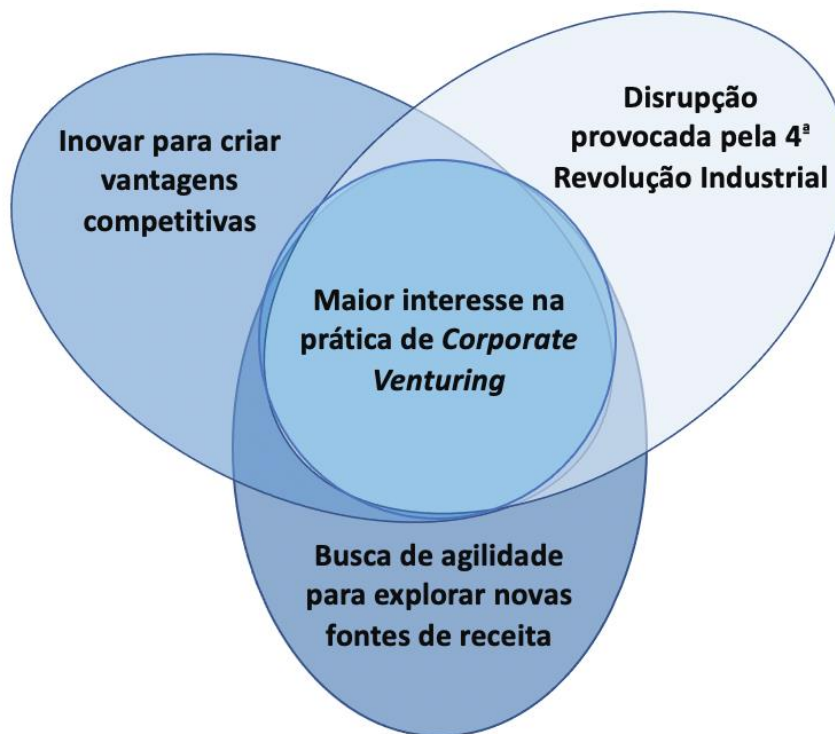 Inovar para criar
vantagens
competitivas
Disrupção
provocada pela 4ª
Revolução Industrial
Maior interesse na
prática de Corporate
Venturing
Busca de agilidade
para explorar novas
fontes de receita